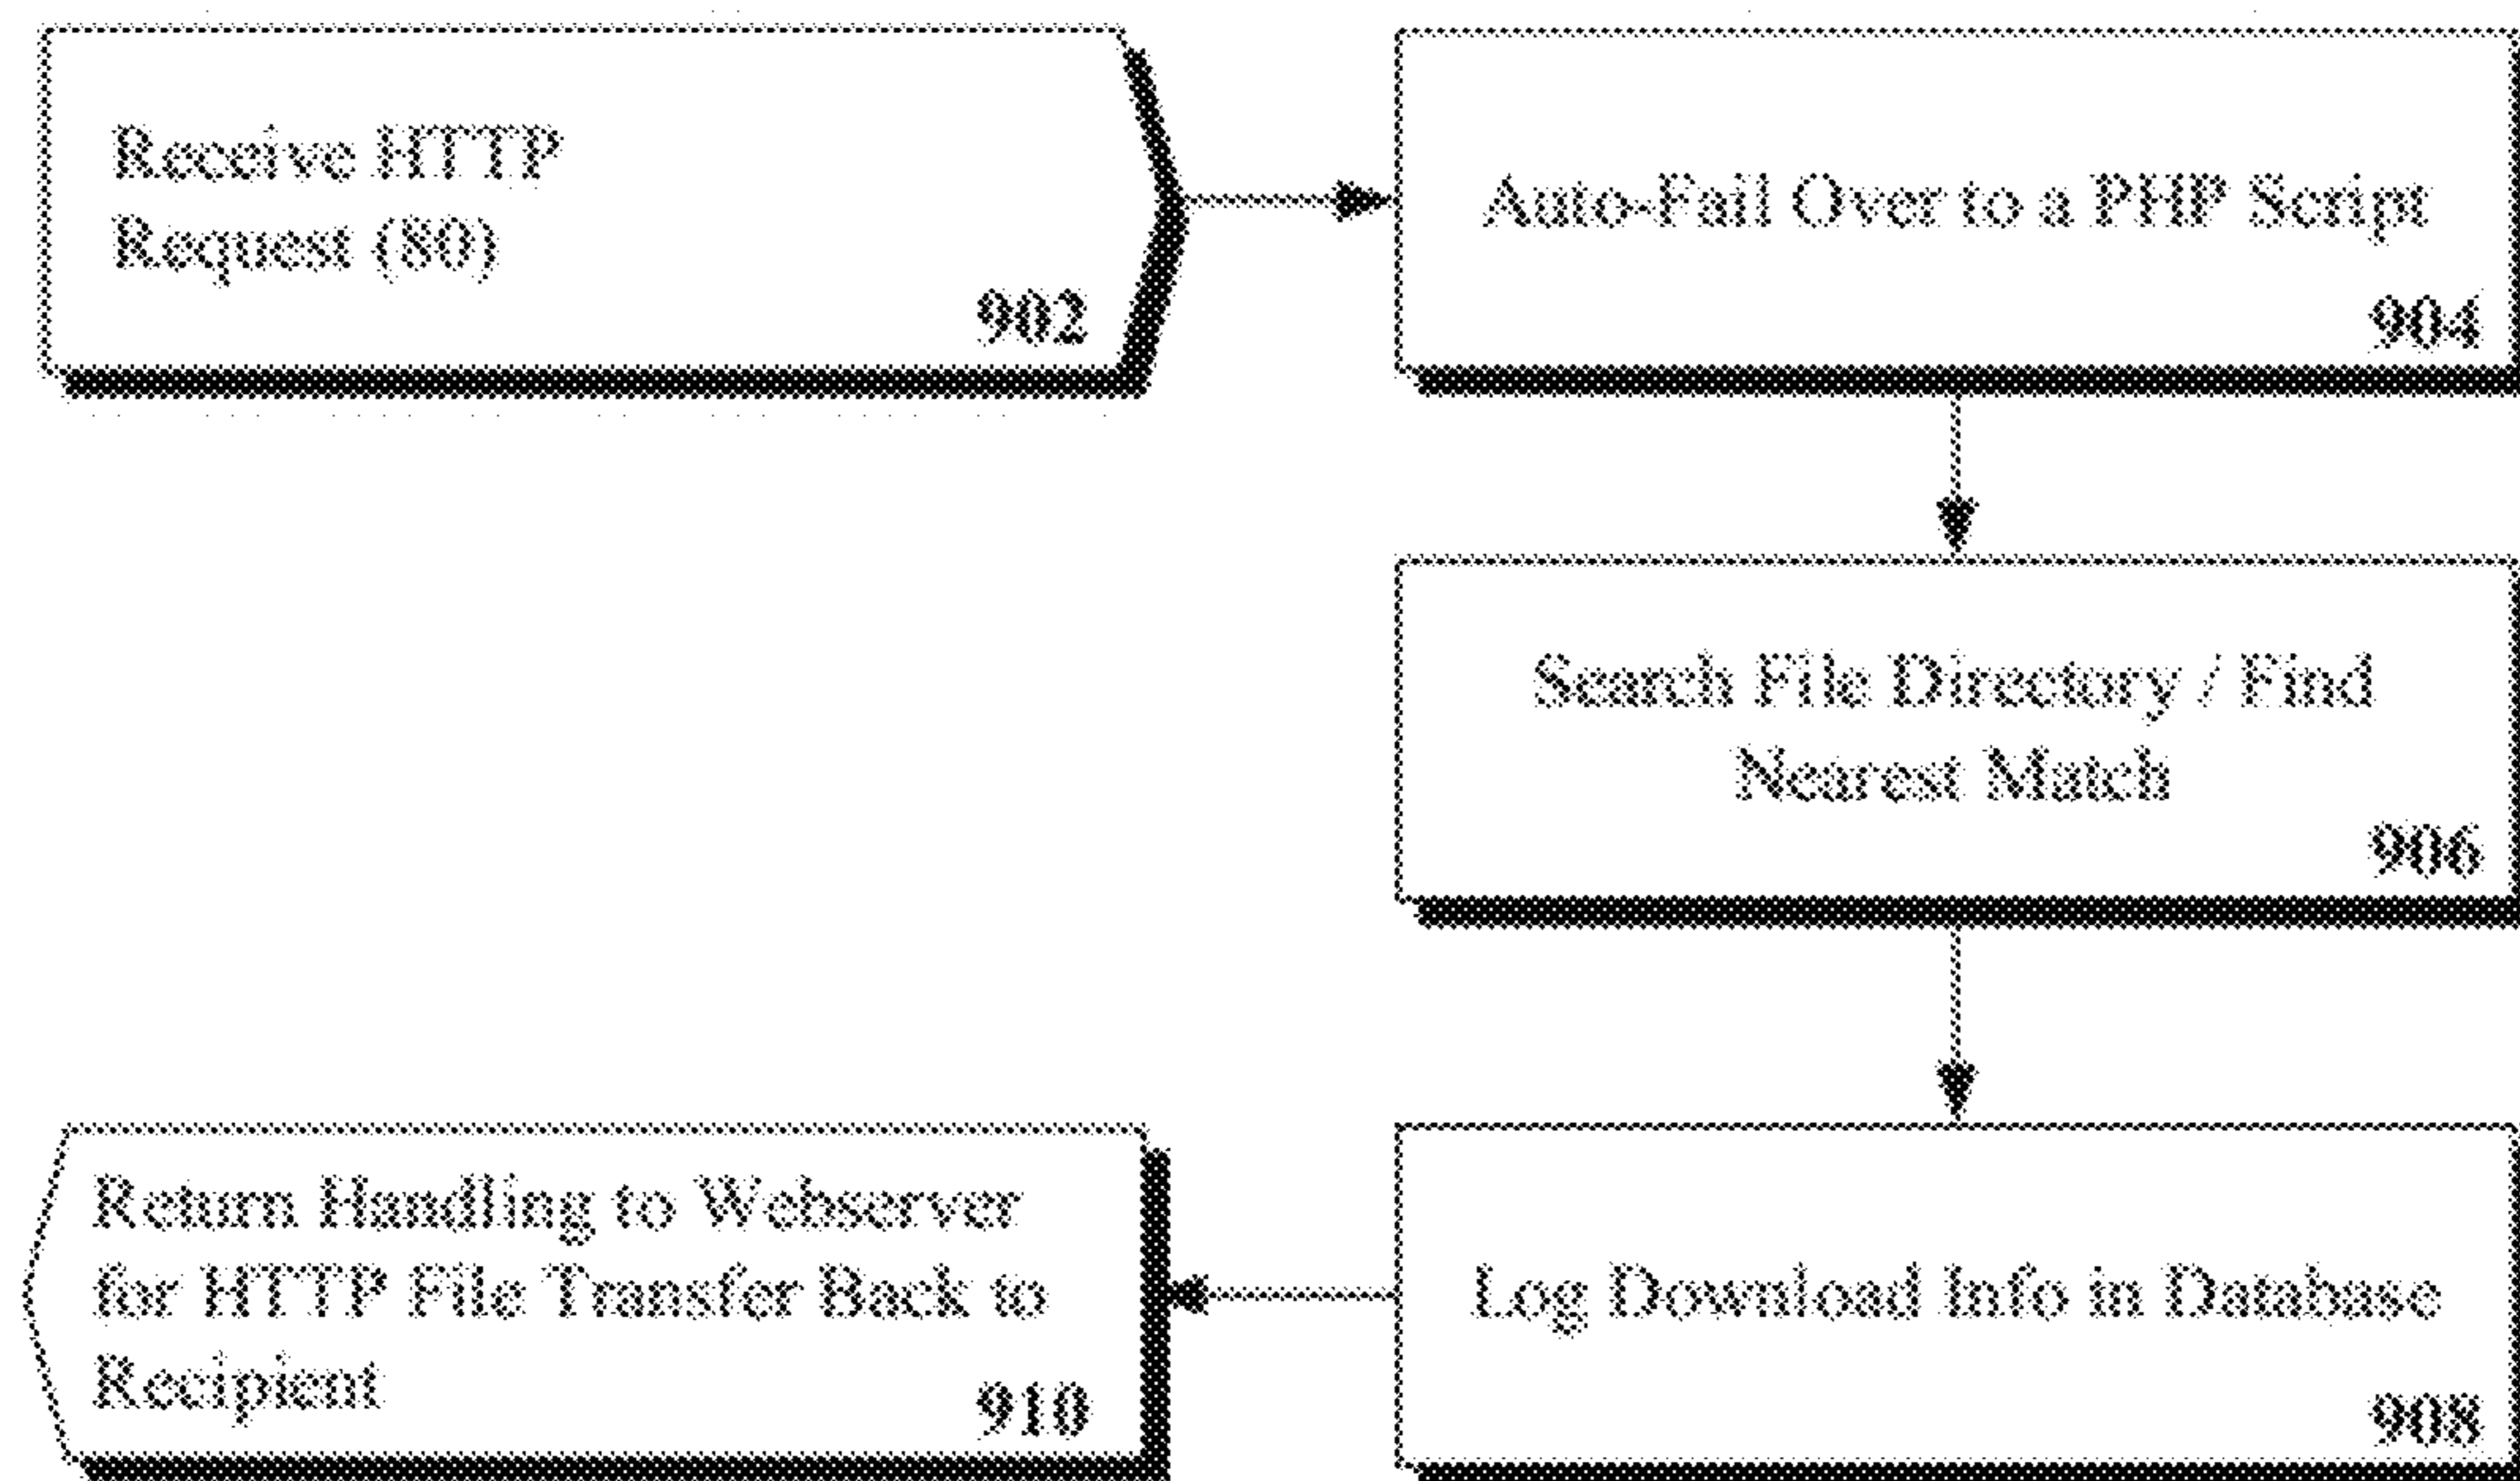 Receive HTTP
Request (80)
902
Auto-Fail Over to a PHP Script
904
Search File Directory / Find
Nearest Match
906
Log Download Info in Database
908
Return Handling to Webserver
for HTTP File Transfer Back to
Recipient
910